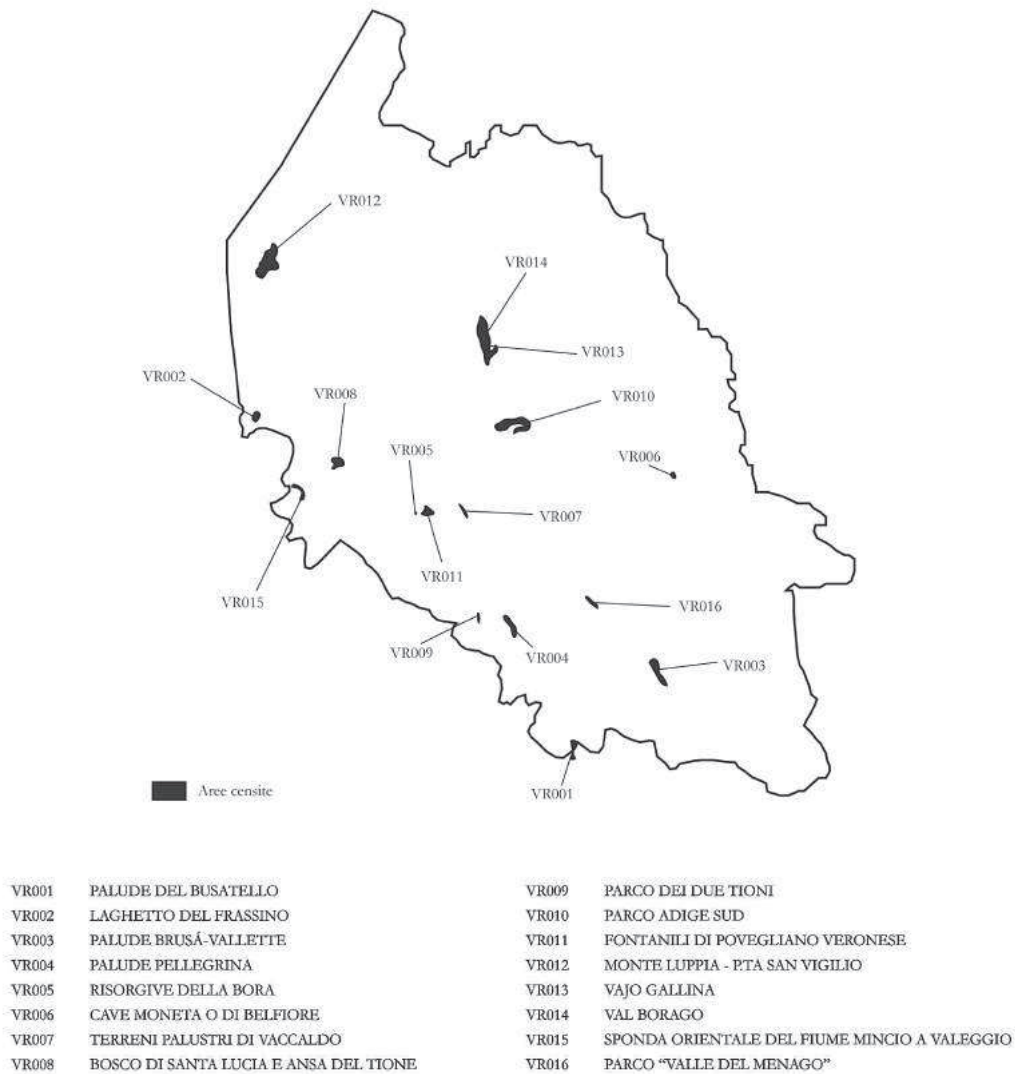 VR012
VR014
VR013
VR002
VR008
VR010
VR005
VR006
VR007
VR011
VR015
VR016
VR009
VR004
VR003
VR001
Aree censite
VR001 PALUDE DEL BUSATELLO
VR002 LAGHETTO DEL FRASSINO
VR003 PALUDE BRUSÁ-VALLETTE
VR004 PALUDE PELLEGRINA
VR005 RISORGIVE DELLA BORA
VR006 CAVE MONETA O DI BELFIORE
VR007 TERRENI PALUSTRI DI VACCALDO
VR008 BOSCO DI SANTA LUCIA E ANSA DEL TIONE
VR009 PARCO DEI DUE TIONI
VR010 PARCO ADIGE SUD
VR011 FONTANILI DI POVEGLIANO VERONESE
VR012 MONTE LUPPIA - P.TA SAN VIGILIO
VR013 VAJO GALLINA
VR014 VAL BORAGO
VR015 SPONDA ORIENTALE DEL FIUME MINCIO A VALEGGIO
VR016 PARCO “VALLE DEL MENAGO”